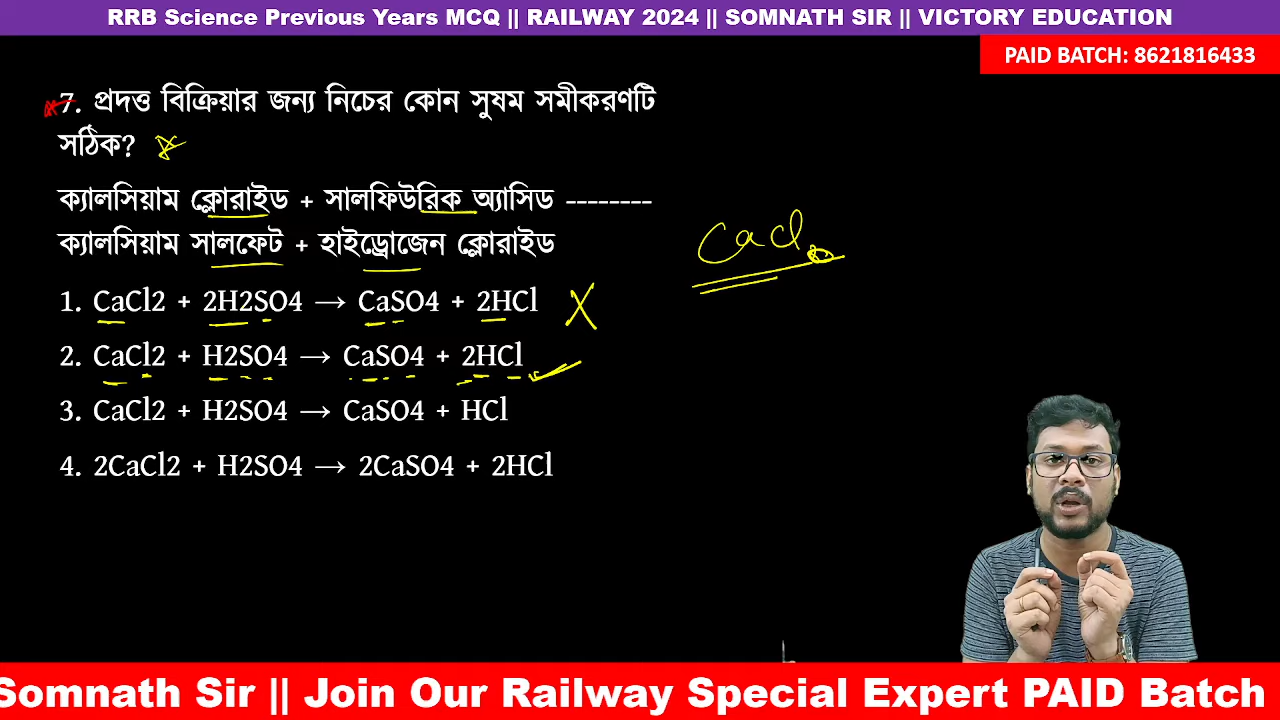 RRB Science Previous Years MCQ || RAILWAY 2024 || SOMNATH SIR || VICTORY EDUCATION
PAID BATCH: 8621816433
7. প্রদত্ত বিক্রিয়ার জন্য নিচের কোন সুষম সমীকরণটি
সঠিক?
ক্যালসিয়াম ক্লোরাইড + সালফিউরিক অ্যাসিড --------
ক্যালসিয়াম সালফেট + হাইড্রোজেন ক্লোরাইড
CaCl
1. CaCl2 + 2H2SO4 → CaSO4 + 2HCl
2. CaCl2 + H2SO4 → CaSO4 + 2HCl
3. CaCl2 + H2SO4 → CaSO4 + HCl
4. 2CaCl2 + H2SO4 → 2CaSO4 + 2HCl
Somnath Sir || Join Our Railway Special Expert PAID Batch